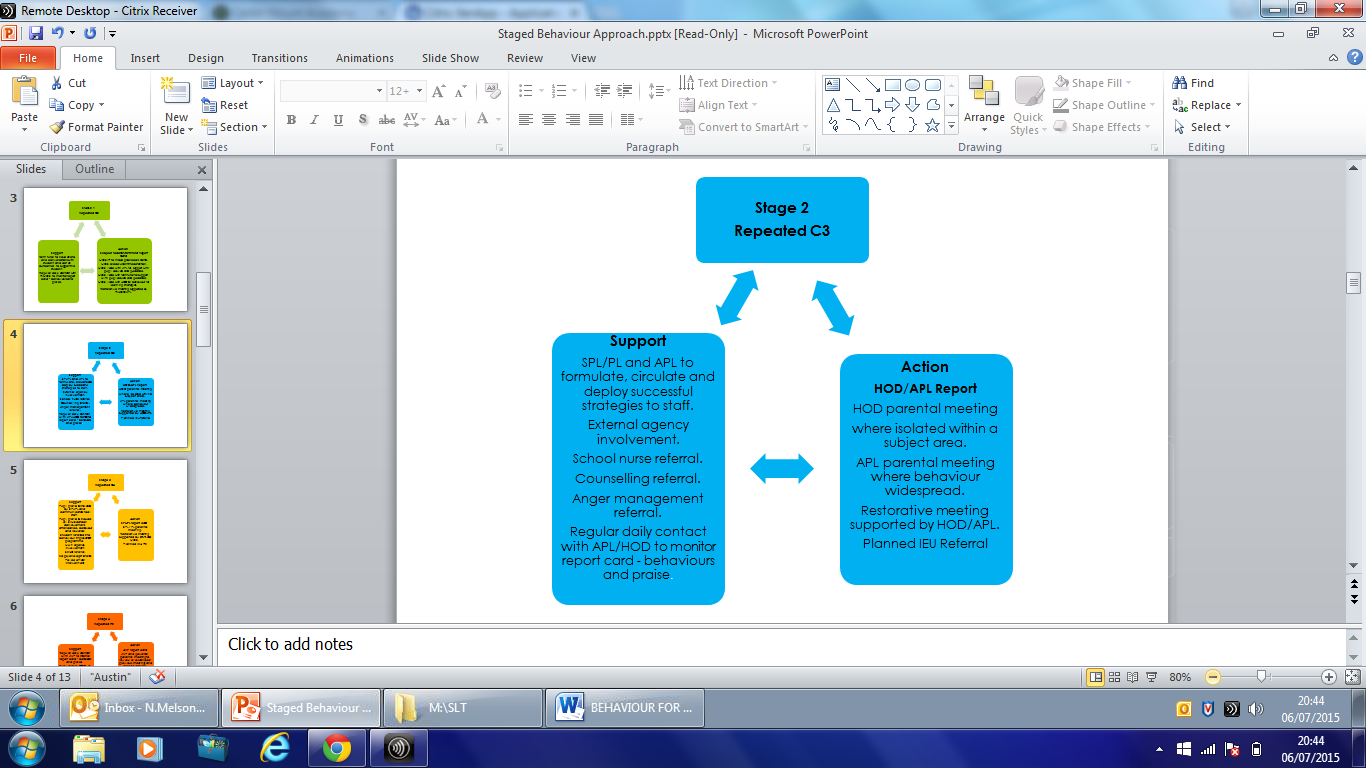 Remote Desktop - Citrix Receiver
Staged Behaviour Approach.pptx [Read-Only] - Microsoft PowerPoint
File Home Insert Design Transitions Animations Slide Show Review View
Paste
Cut
Copy
Format Painter
Clipboard
New
Slide
Layout
Reset
Section
Slides
12+
B I U S abc AV Aa A
Font
Text Direction
Align Text
Convert to SmartArt
Paragraph
Arrange
Quick
Styles
Shape Fill
Shape Outline
Shape Effects
Drawing
Find
Replace
Select
Editing
Slides Outline
3
4
5
6
Stage 2
Repeated C3
Support
SPL/PL and APL to
formulate, circulate and
deploy successful
strategies to staff.
External agency
involvement.
School nurse referral.
Counselling referral.
Anger management
referral.
Regular daily contact
with APL/HOD to monitor
report card - behaviours
and praise.
Action
HOD/APL Report
HOD parental meeting
where isolated within a
subject area.
APL parental meeting
where behaviour
widespread.
Restorative meeting
supported by HOD/APL.
Planned IEU Referral
Click to add notes
Slide 4 of 13 "Austin" 80%
Inbox - N.Melson... Staged Behaviour ... M:\SLT BEHAVIOUR FOR ...
20:44
06/07/2015
20:44
06/07/2015